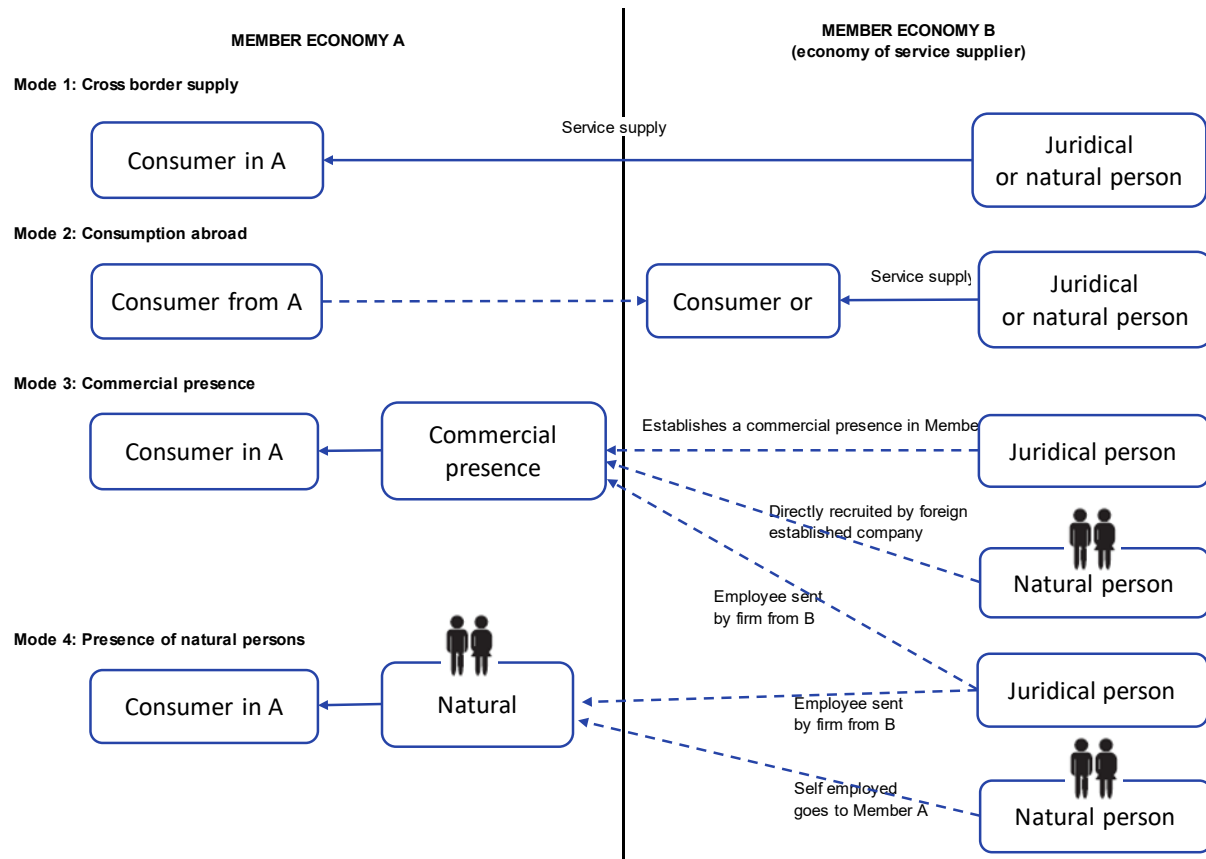 MEMBER ECONOMY A
MEMBER ECONOMY B
(economy of service supplier)
Mode 1: Cross border supply
Service supply
Consumer in A
Juridical
or natural person
Mode 2: Consumption abroad
Consumer from A
Consumer or
Service supply
Juridical
or natural person
Mode 3: Commercial presence
Consumer in A
Commercial
presence
Establishes a commercial presence in Membe
Juridical person
Directly recruited by foreign
established company
Natural person
Employee sent
by firm from B
Mode 4: Presence of natural persons
Consumer in A
Natural
Employee sent
by firm from B
Juridical person
Self employed
goes to Member A
Natural person